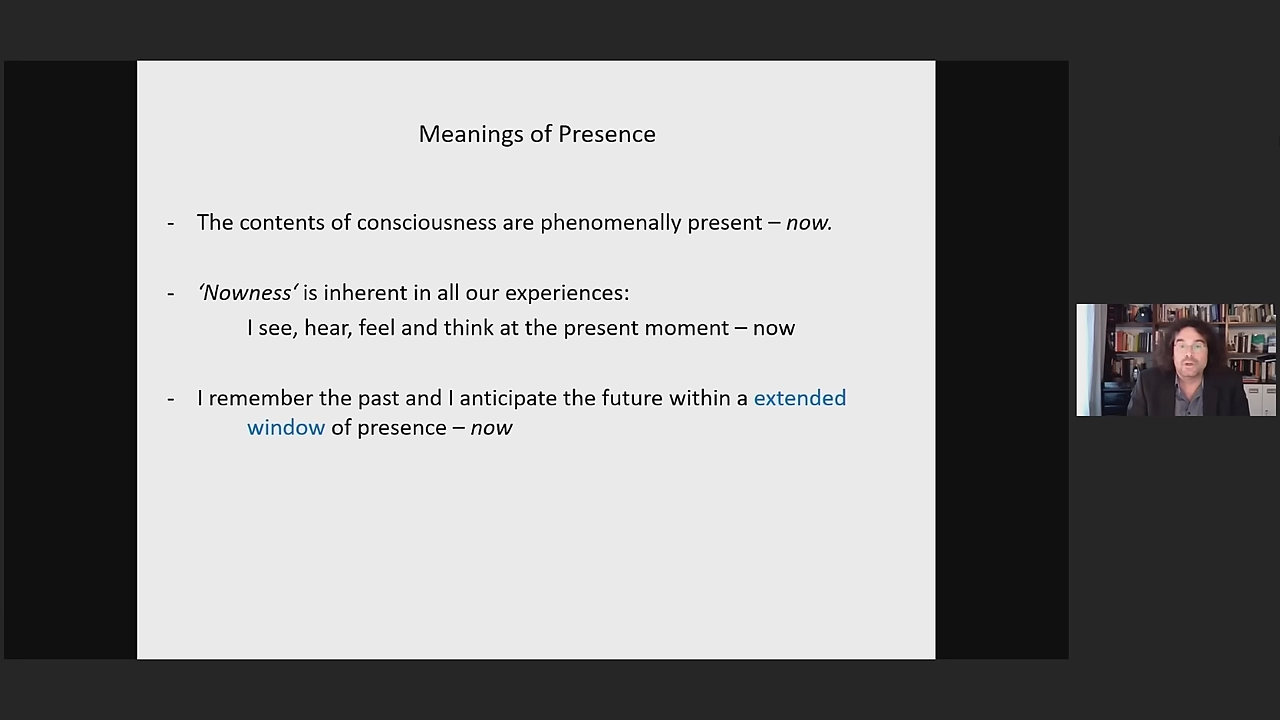 Meanings of Presence
- The contents of consciousness are phenomenally present – now.
- ‘Nowness‘ is inherent in all our experiences:
I see, hear, feel and think at the present moment – now
- I remember the past and I anticipate the future within a extended
window of presence – now